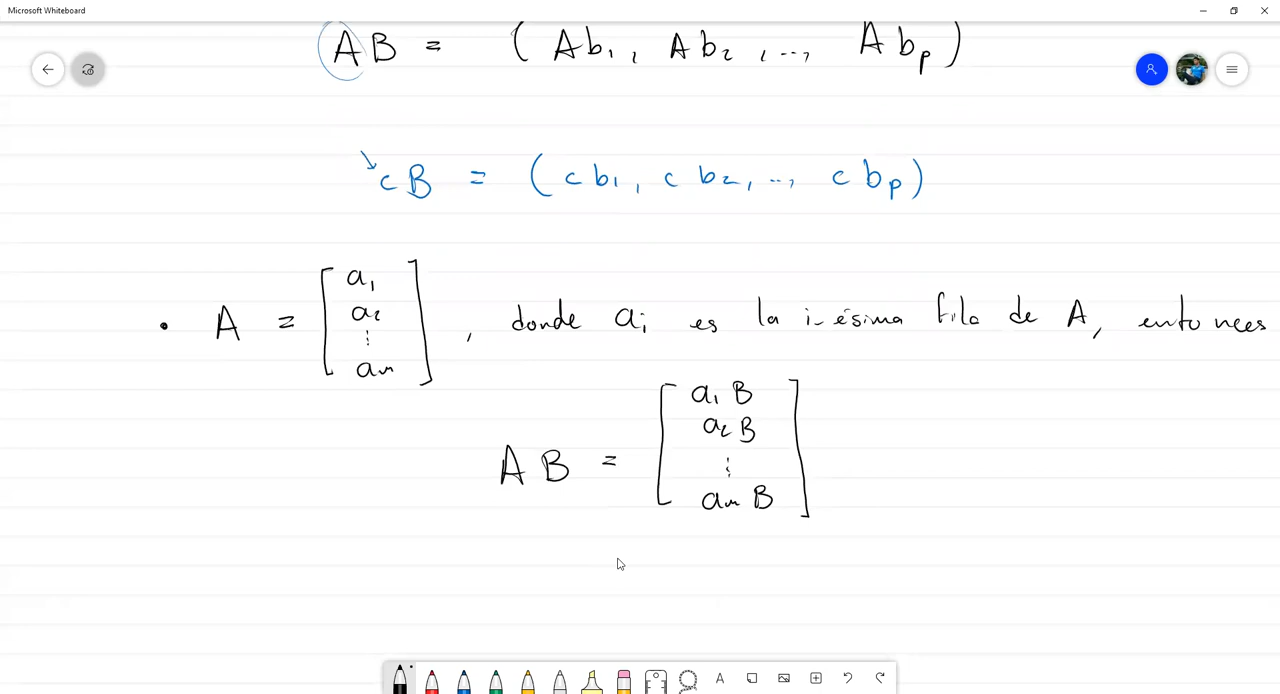 Microsoft Whiteboard
AB = (Ab₁, Ab₂, ..., Abₚ)
cB = (cb₁, cb₂, ..., cbₚ)
• A = [a₁ a₂ ⋮ aₘ], donde aᵢ es la i-ésima fila de A, entonces
AB = [a₁B a₂B ⋮ aₘB]
A